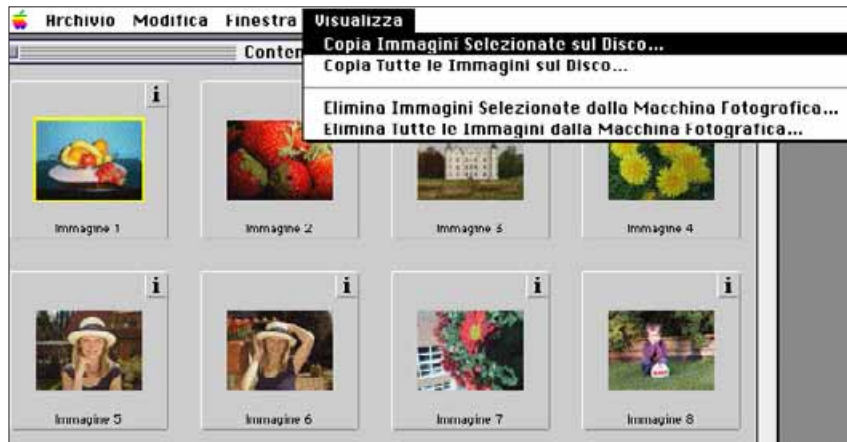 Archivio Modifica Finestra Visualizza
Conten
Copia Immagini Selezionate sul Disco...
Copia Tutte le Immagini sul Disco...
Elimina Immagini Selezionate dalla Macchina Fotografica...
Elimina Tutte le Immagini dalla Macchina Fotografica...
i
Immagine 1
Immagine 2
Immagine 3
Immagine 4
i
i
i
i
Immagine 5
Immagine 6
Immagine 7
Immagine 8